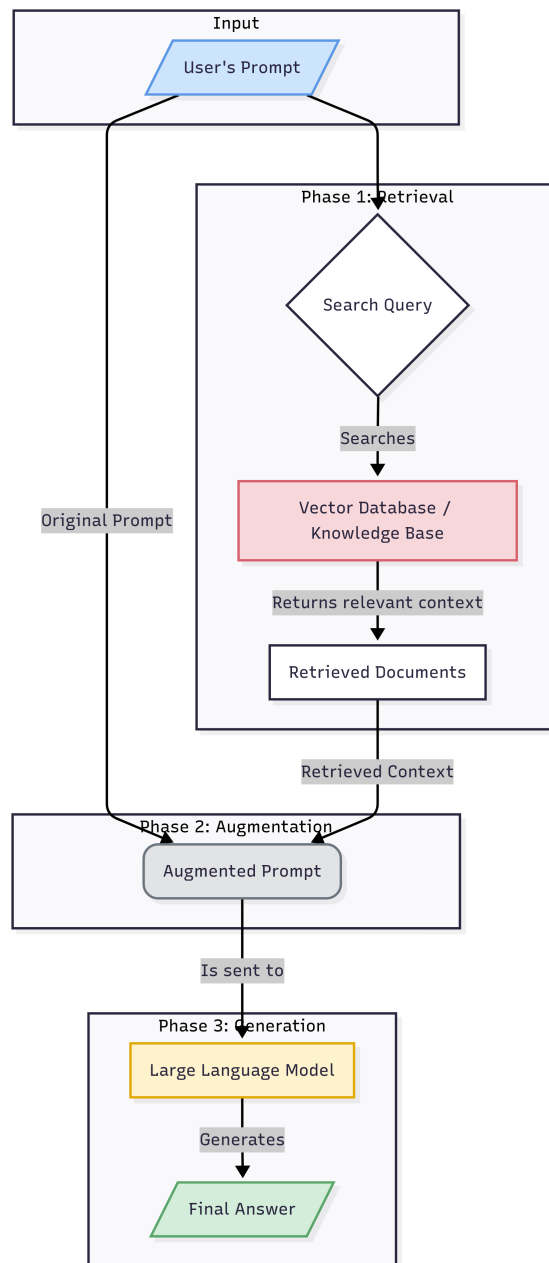 Input
User's Prompt
Phase 1: Retrieval
Search Query
Searches
Vector Database /
Knowledge Base
Original Prompt
Returns relevant context
Retrieved Documents
Retrieved Context
Phase 2: Augmentation
Augmented Prompt
Is sent to
Phase 3: Generation
Large Language Model
Generates
Final Answer